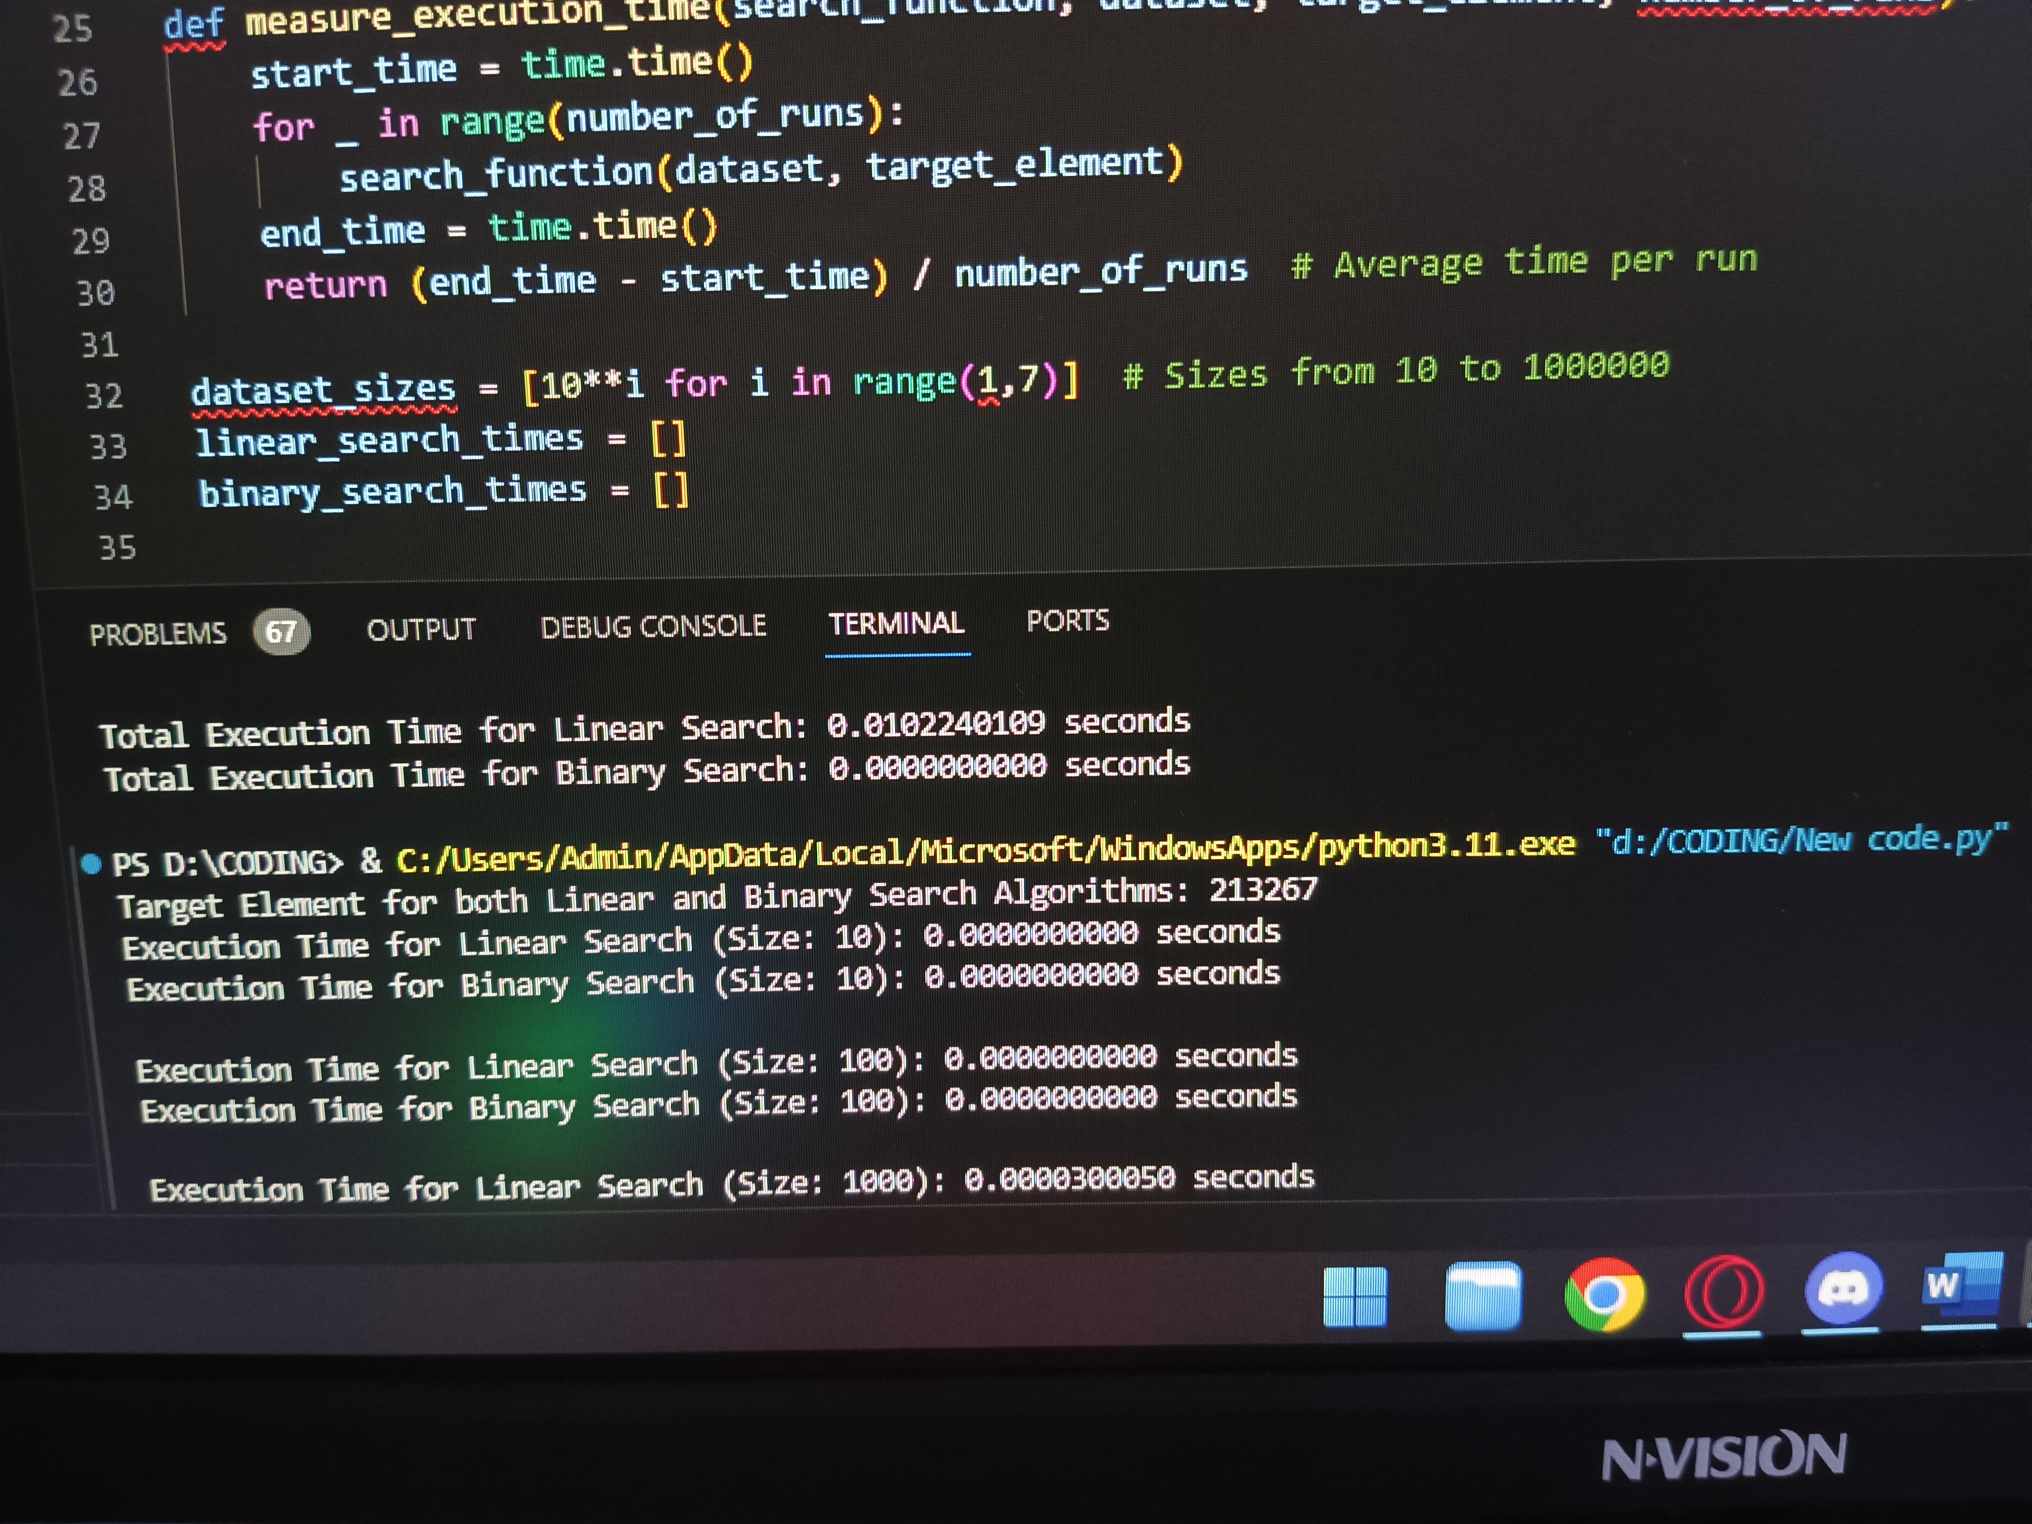 25 def measure_execution_time(search_function, dataset, target_element, number_of_runs)
26 start_time = time.time()
27 for _ in range(number_of_runs):
28 search_function(dataset, target_element)
29 end_time = time.time()
30 return (end_time - start_time) / number_of_runs # Average time per run
31
32 dataset_sizes = [10**i for i in range(1,7)] # Sizes from 10 to 1000000
33 linear_search_times = []
34 binary_search_times = []
35
PROBLEMS 67 OUTPUT DEBUG CONSOLE TERMINAL PORTS
Total Execution Time for Linear Search: 0.0102240109 seconds
Total Execution Time for Binary Search: 0.0000000000 seconds
PS D:\CODING> & C:/Users/Admin/AppData/Local/Microsoft/WindowsApps/python3.11.exe "d:/CODING/New code.py"
Target Element for both Linear and Binary Search Algorithms: 213267
Execution Time for Linear Search (Size: 10): 0.0000000000 seconds
Execution Time for Binary Search (Size: 10): 0.0000000000 seconds
Execution Time for Linear Search (Size: 100): 0.0000000000 seconds
Execution Time for Binary Search (Size: 100): 0.0000000000 seconds
Execution Time for Linear Search (Size: 1000): 0.0000300050 seconds
W
N-VISION